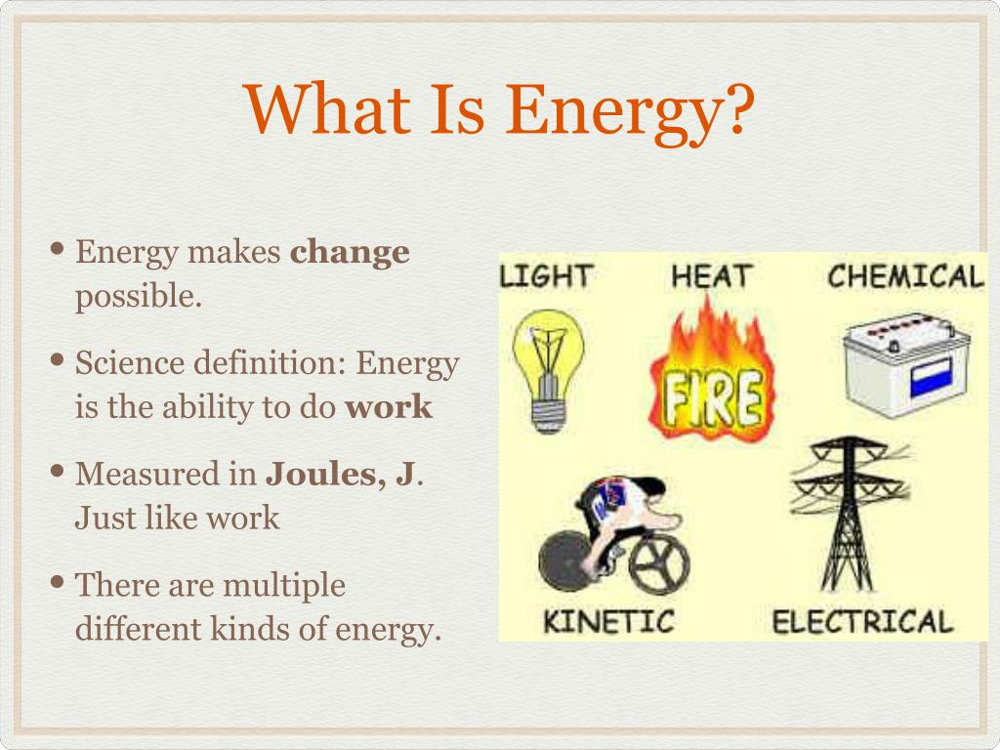 What Is Energy?
• Energy makes change
possible.
• Science definition: Energy
is the ability to do work
• Measured in Joules, J.
Just like work
• There are multiple
different kinds of energy.
LIGHT HEAT CHEMICAL
FIRE
KINETIC ELECTRICAL